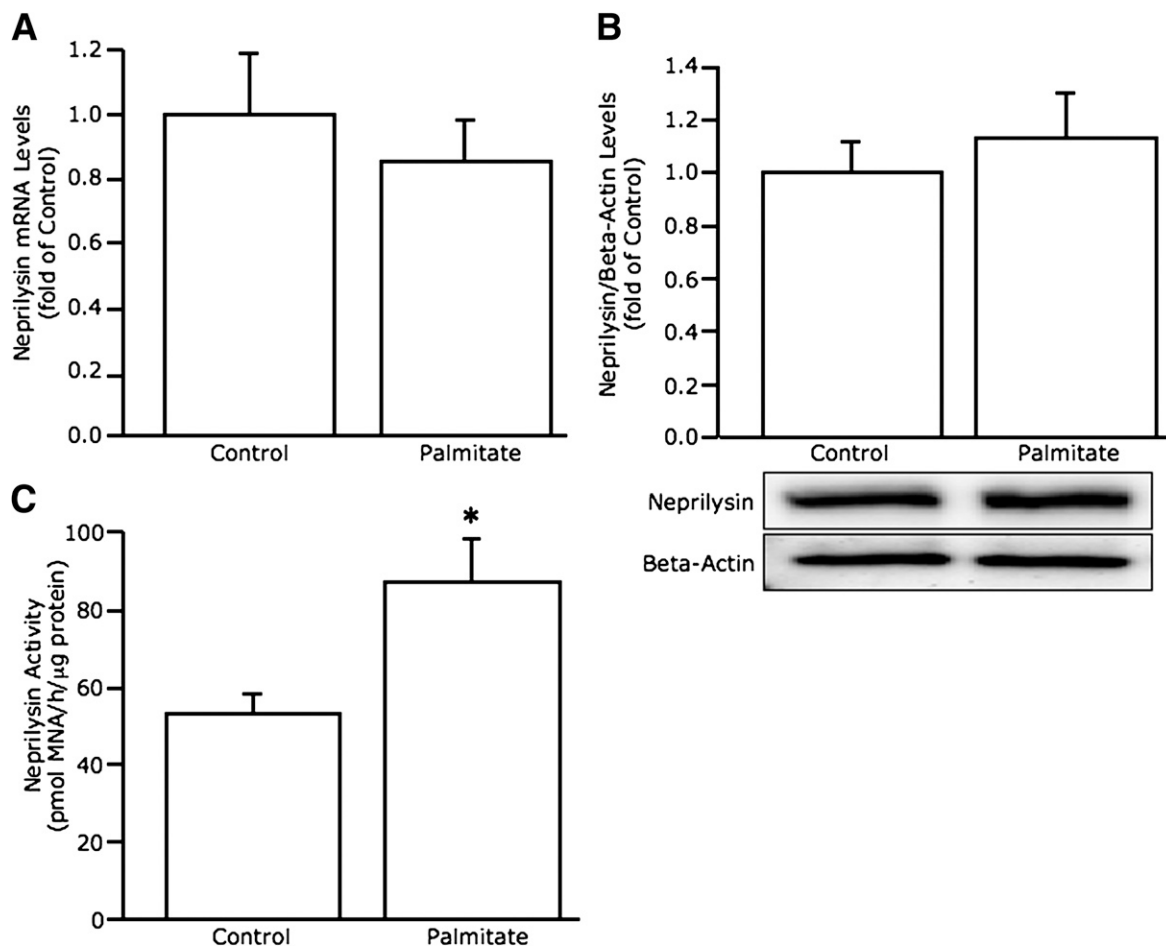 A
Neprilysin mRNA Levels
(fold of Control)
1.2
1.0
0.8
0.6
0.4
0.2
0.0
Control Palmitate
B
Neprilysin/Beta-Actin Levels
(fold of Control)
1.4
1.2
1.0
0.8
0.6
0.4
0.2
0.0
Control Palmitate
Neprilysin
Beta-Actin
C
Neprilysin Activity
(pmol MNA/h/µg protein)
100
80
60
40
20
0
*
Control Palmitate